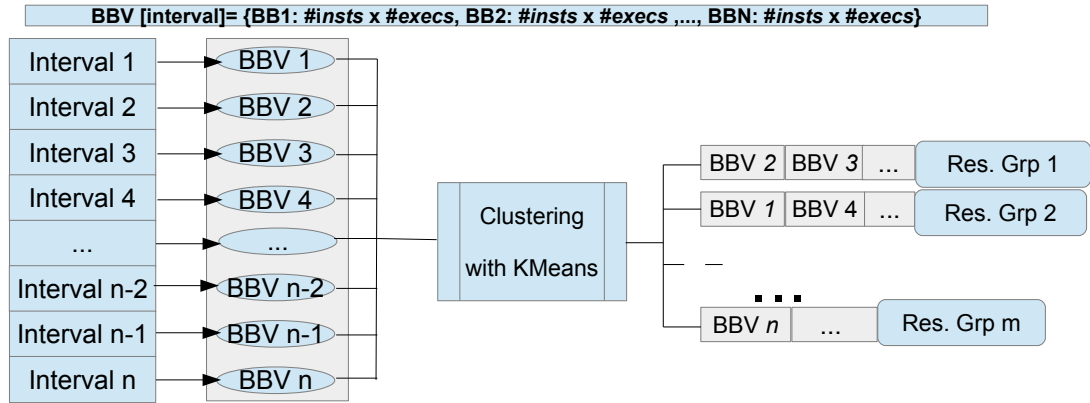 BBV [interval]= {BB1: #insts x #execs, BB2: #insts x #execs ,..., BBN: #insts x #execs}
Interval 1
BBV 1
Interval 2
BBV 2
Interval 3
BBV 3
Interval 4
BBV 4
...
...
Interval n-2
BBV n-2
Interval n-1
BBV n-1
Interval n
BBV n
Clustering
with KMeans
BBV 2 BBV 3 ... Res. Grp 1
BBV 1 BBV 4 ... Res. Grp 2
...
BBV n ... Res. Grp m